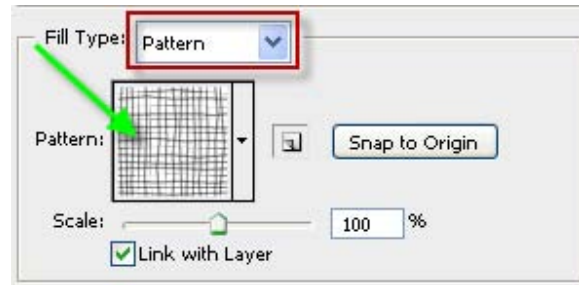 Fill Type: Pattern
Pattern: Snap to Origin
Scale: 100 %
Link with Layer